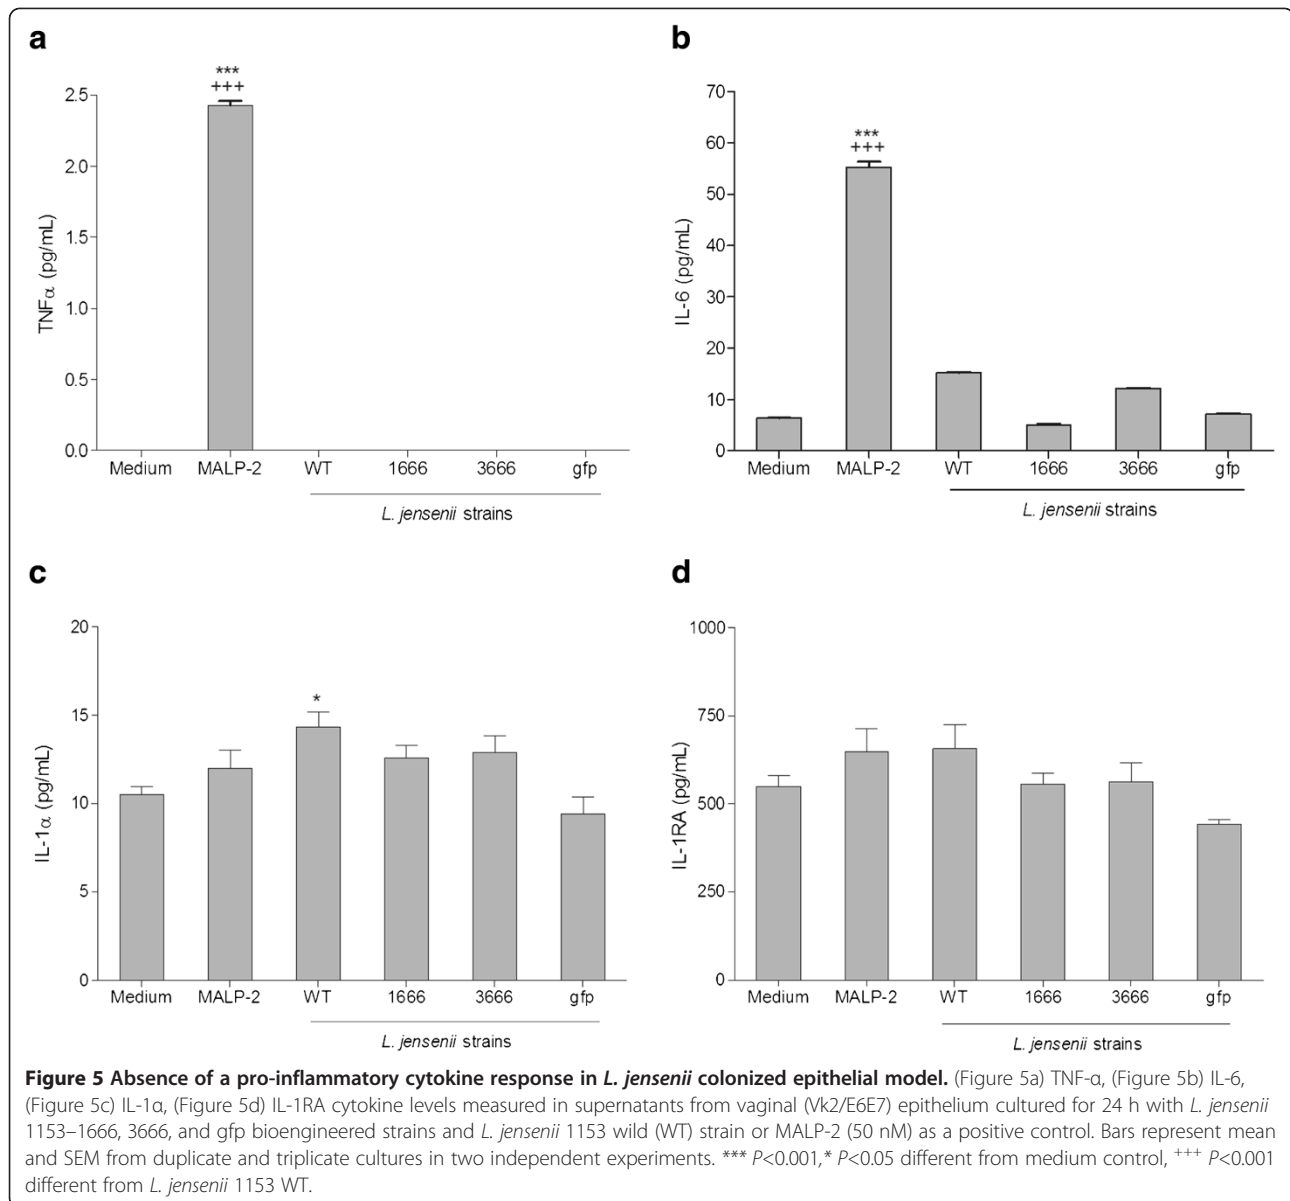 a
***
+++
2.5
2.0
1.5
1.0
0.5
0.0
TNFα (pg/mL)
Medium MALP-2 WT 1666 3666 gfp
L. jensenii strains
b
70
***
+++
60
50
40
30
20
10
0
IL-6 (pg/mL)
Medium MALP-2 WT 1666 3666 gfp
L. jensenii strains
c
20
*
15
10
5
0
IL-1α (pg/mL)
Medium MALP-2 WT 1666 3666 gfp
L. jensenii strains
d
1000
750
500
250
0
IL-1RA (pg/mL)
Medium MALP-2 WT 1666 3666 gfp
L. jensenii strains
Figure 5 Absence of a pro-inflammatory cytokine response in L. jensenii colonized epithelial model. (Figure 5a) TNF-α, (Figure 5b) IL-6,
(Figure 5c) IL-1α, (Figure 5d) IL-1RA cytokine levels measured in supernatants from vaginal (Vk2/E6E7) epithelium cultured for 24 h with L. jensenii
1153–1666, 3666, and gfp bioengineered strains and L. jensenii 1153 wild (WT) strain or MALP-2 (50 nM) as a positive control. Bars represent mean
and SEM from duplicate and triplicate cultures in two independent experiments. *** P<0.001,* P<0.05 different from medium control, +++ P<0.001
different from L. jensenii 1153 WT.